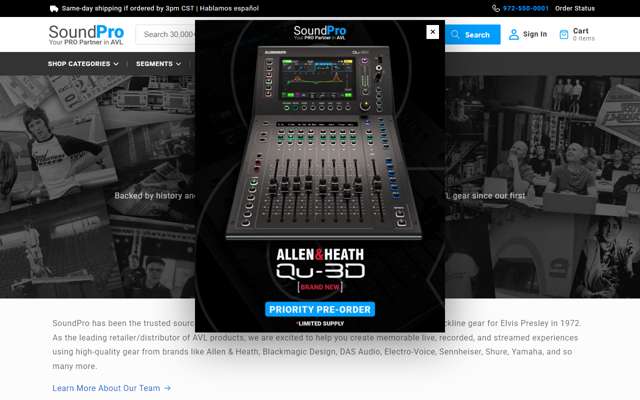 Same-day shipping if ordered by 3pm CST | Hablamos español
972-550-0001 Order Status
SoundPro
Your PRO Partner in AVL
Search 30,000+
Search
Sign In
Cart
0 items
SHOP CATEGORIES
SEGMENTS
SoundPro
Your PRO Partner in AVL
×
Backed by history an
L gear since our first
ALLEN&HEATH
Qu-3D
BRAND NEW
PRIORITY PRE-ORDER
*LIMITED SUPPLY
SoundPro has been the trusted sourc
ckline gear for Elvis Presley in 1972.
As the leading retailer/distributor of AVL products, we are excited to help you create memorable live, recorded, and streamed experiences
using high-quality gear from brands like Allen & Heath, Blackmagic Design, DAS Audio, Electro-Voice, Sennheiser, Shure, Yamaha, and so
many more.
Learn More About Our Team →